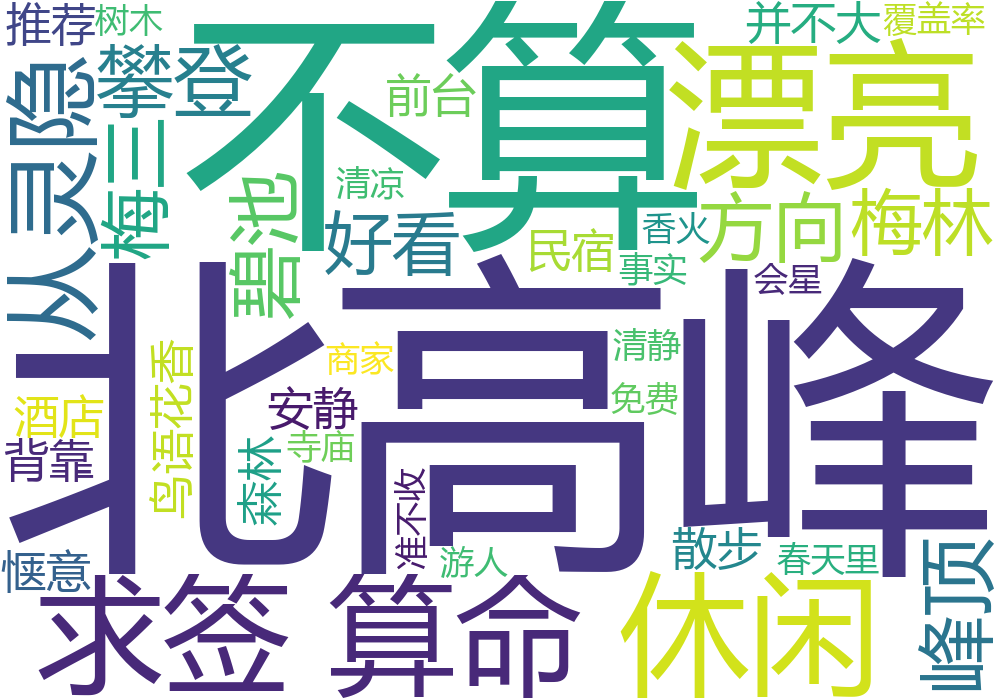 推荐
树木
不算
并不大
覆盖率
攀登
漂亮
从灵隐
前台
梅三
碧池
清凉
好看
香火
方向
梅林
民宿
事实
会星
北高峰
鸟语花香
商家
清静
安静
免费
酒店
寺庙
背靠
森林
准不收
散步
游人
春天里
惬意
峰顶
求签
算命
休闲